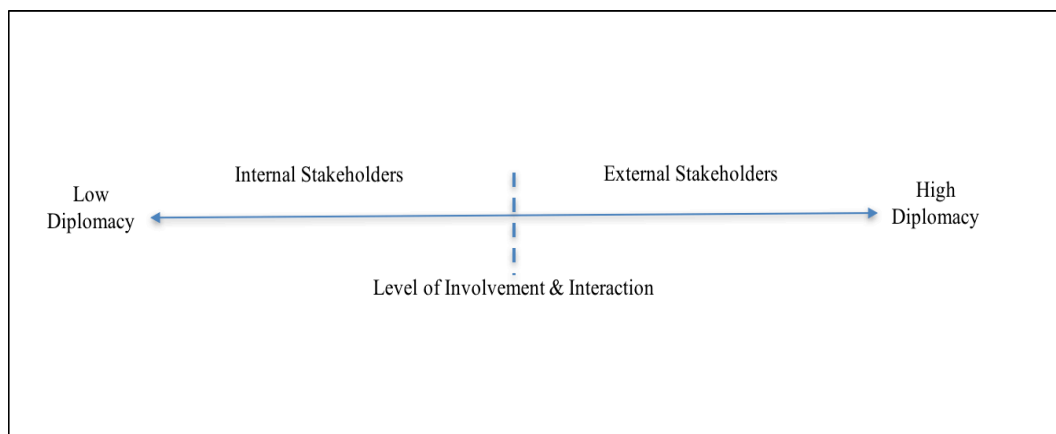 Internal Stakeholders
External Stakeholders
Low
Diplomacy
High
Diplomacy
Level of Involvement & Interaction